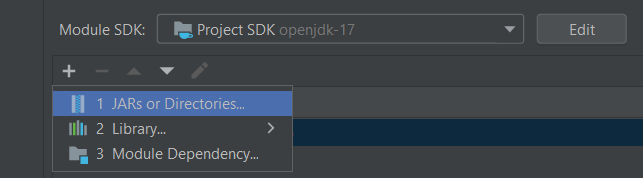 Module SDK: Project SDK openjdk-17 Edit
1 JARs or Directories...
2 Library...
3 Module Dependency...